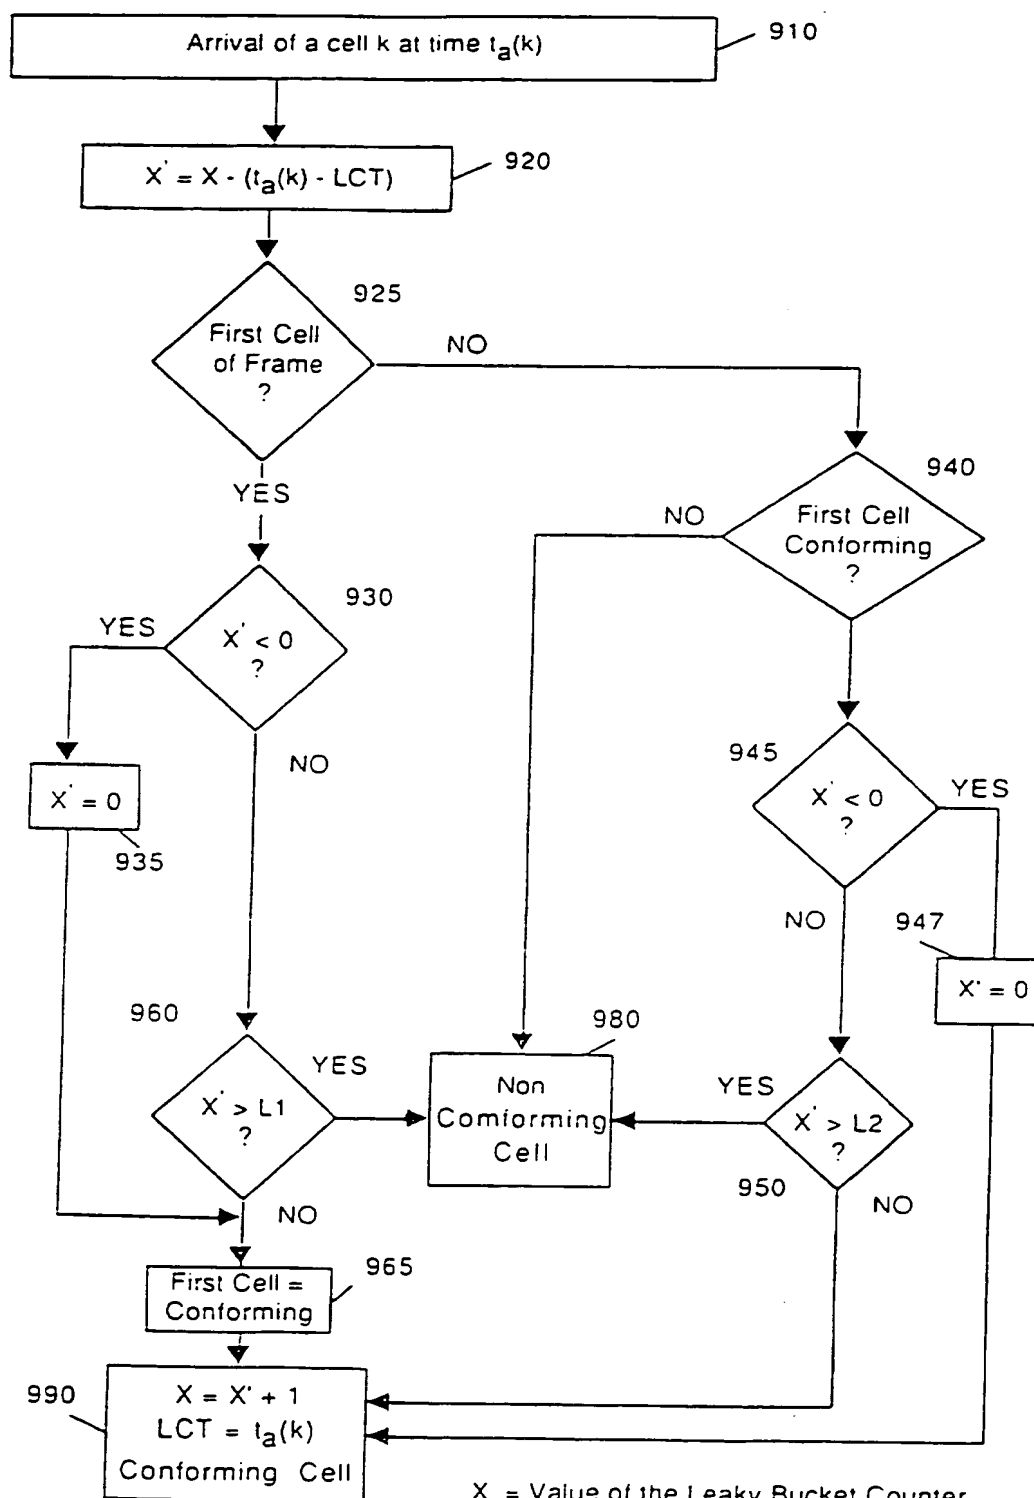 Arrival of a cell k at time ta(k)
910
X' = X - (ta(k) - LCT)
920
925
First Cell
of Frame
?
NO
YES
940
First Cell
Conforming
?
NO
930
X' < 0
?
YES
NO
X' = 0
935
945
X' < 0
?
YES
NO
947
X' = 0
960
X' > L1
?
YES
NO
980
Non
Comforming
Cell
YES
X' > L2
?
950
NO
First Cell =
Conforming
965
990
X = X' + 1
LCT = ta(k)
Conforming Cell
X = Value of the Leaky Bucket Counter